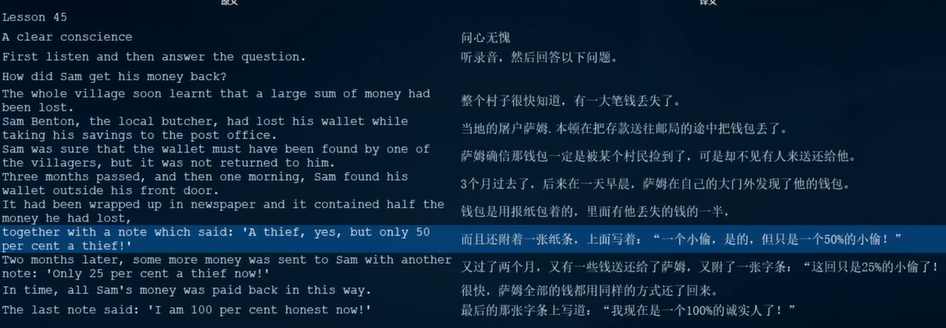 原文
译文
Lesson 45
A clear conscience
问心无愧
First listen and then answer the question.
听录音，然后回答以下问题。
How did Sam get his money back?
The whole village soon learnt that a large sum of money had
been lost.
整个村子很快知道，有一大笔钱丢失了。
Sam Benton, the local butcher, had lost his wallet while
taking his savings to the post office.
当地的屠户萨姆.本顿在把存款送往邮局的途中把钱包丢了。
Sam was sure that the wallet must have been found by one of
the villagers, but it was not returned to him.
萨姆确信那钱包一定是被某个村民捡到了，可是却不见有人来送还给他。
Three months passed, and then one morning, Sam found his
wallet outside his front door.
3个月过去了，后来在一天早晨，萨姆在自己的大门外发现了他的钱包。
It had been wrapped up in newspaper and it contained half the
money he had lost,
钱包是用报纸包着的，里面有他丢失的钱的一半，
together with a note which said: 'A thief, yes, but only 50
per cent a thief!'
而且还附着一张纸条，上面写着：“一个小偷，是的，但只是一个50%的小偷！”
Two months later, some more money was sent to Sam with another
note: 'Only 25 per cent a thief now!'
又过了两个月，又有一些钱送还给了萨姆，又附了一张字条：“这回只是25%的小偷了！
In time, all Sam's money was paid back in this way.
很快，萨姆全部的钱都用同样的方式还了回来。
The last note said: 'I am 100 per cent honest now!'
最后的那张字条上写道：“我现在是一个100%的诚实人了！”